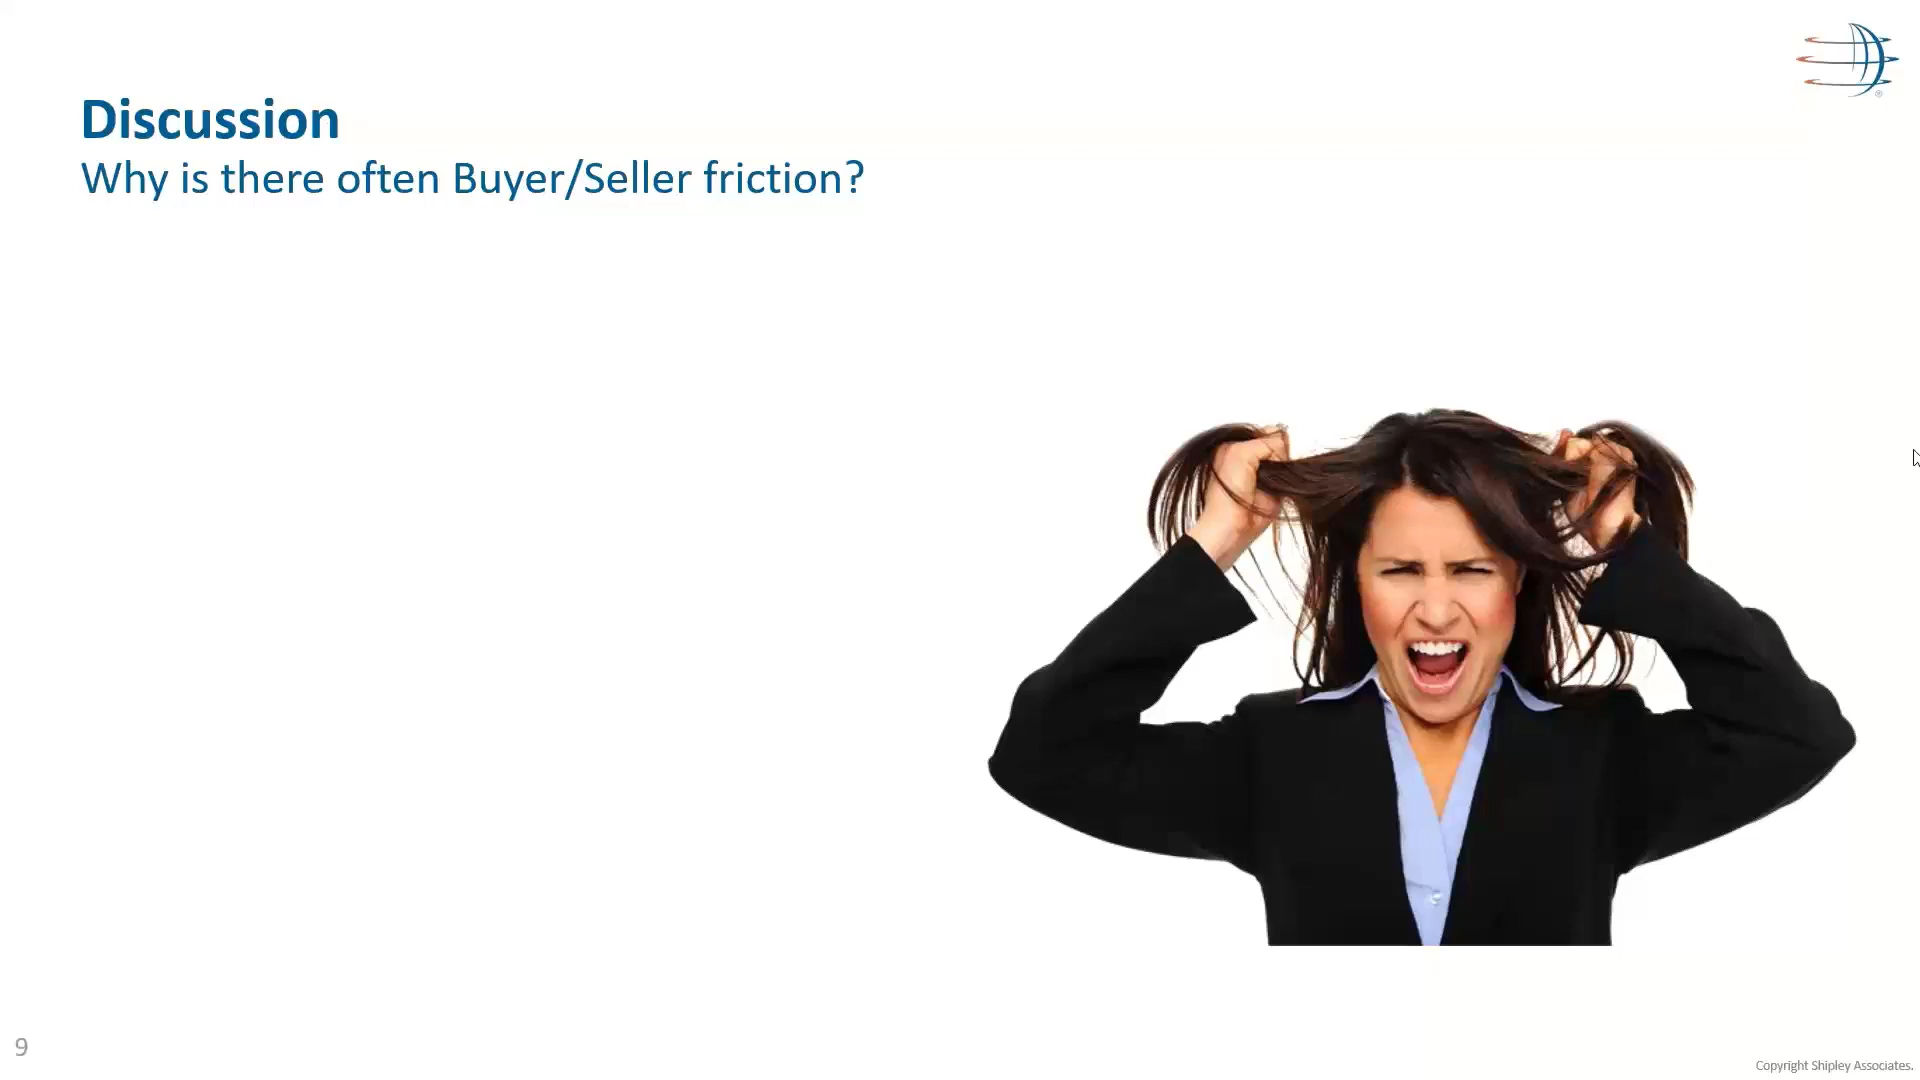 Discussion
Why is there often Buyer/Seller friction?
9
Copyright Shipley Associates.
®